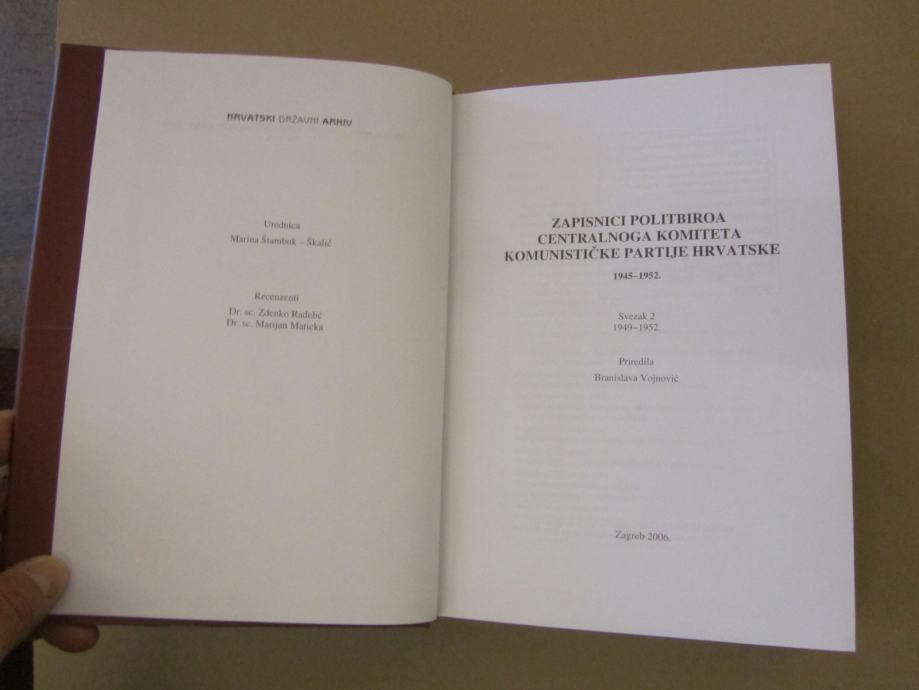 HRVATSKI DRŽAVNI ARHIV
Urednica
Marina Štambuk – Škalić
Recenzenti
Dr. sc. Zdenko Radelić
Dr. sc. Marijan Maticka
ZAPISNICI POLITBIROA
CENTRALNOGA KOMITETA
KOMUNISTIČKE PARTIJE HRVATSKE
1945–1952.
Svezak 2
1949–1952.
Priredila
Branislava Vojnović
Zagreb 2006.